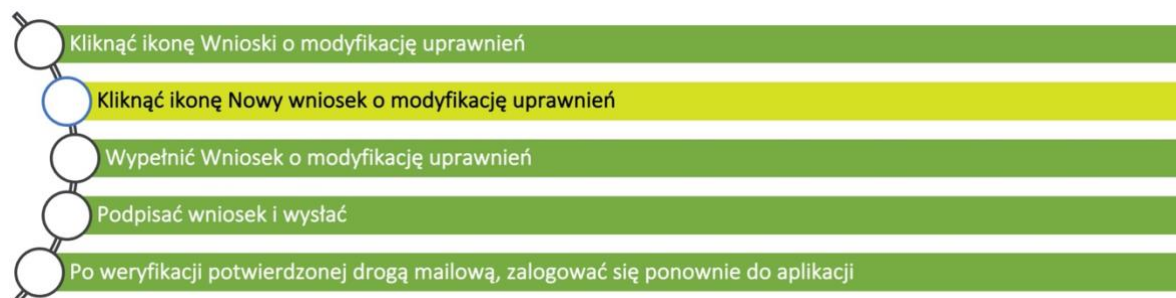 Kliknąć ikonę Wnioski o modyfikację uprawnień
Kliknąć ikonę Nowy wniosek o modyfikację uprawnień
Wypełnić Wniosek o modyfikację uprawnień
Podpisać wniosek i wysłać
Po weryfikacji potwierdzonej drogą mailową, zalogować się ponownie do aplikacji